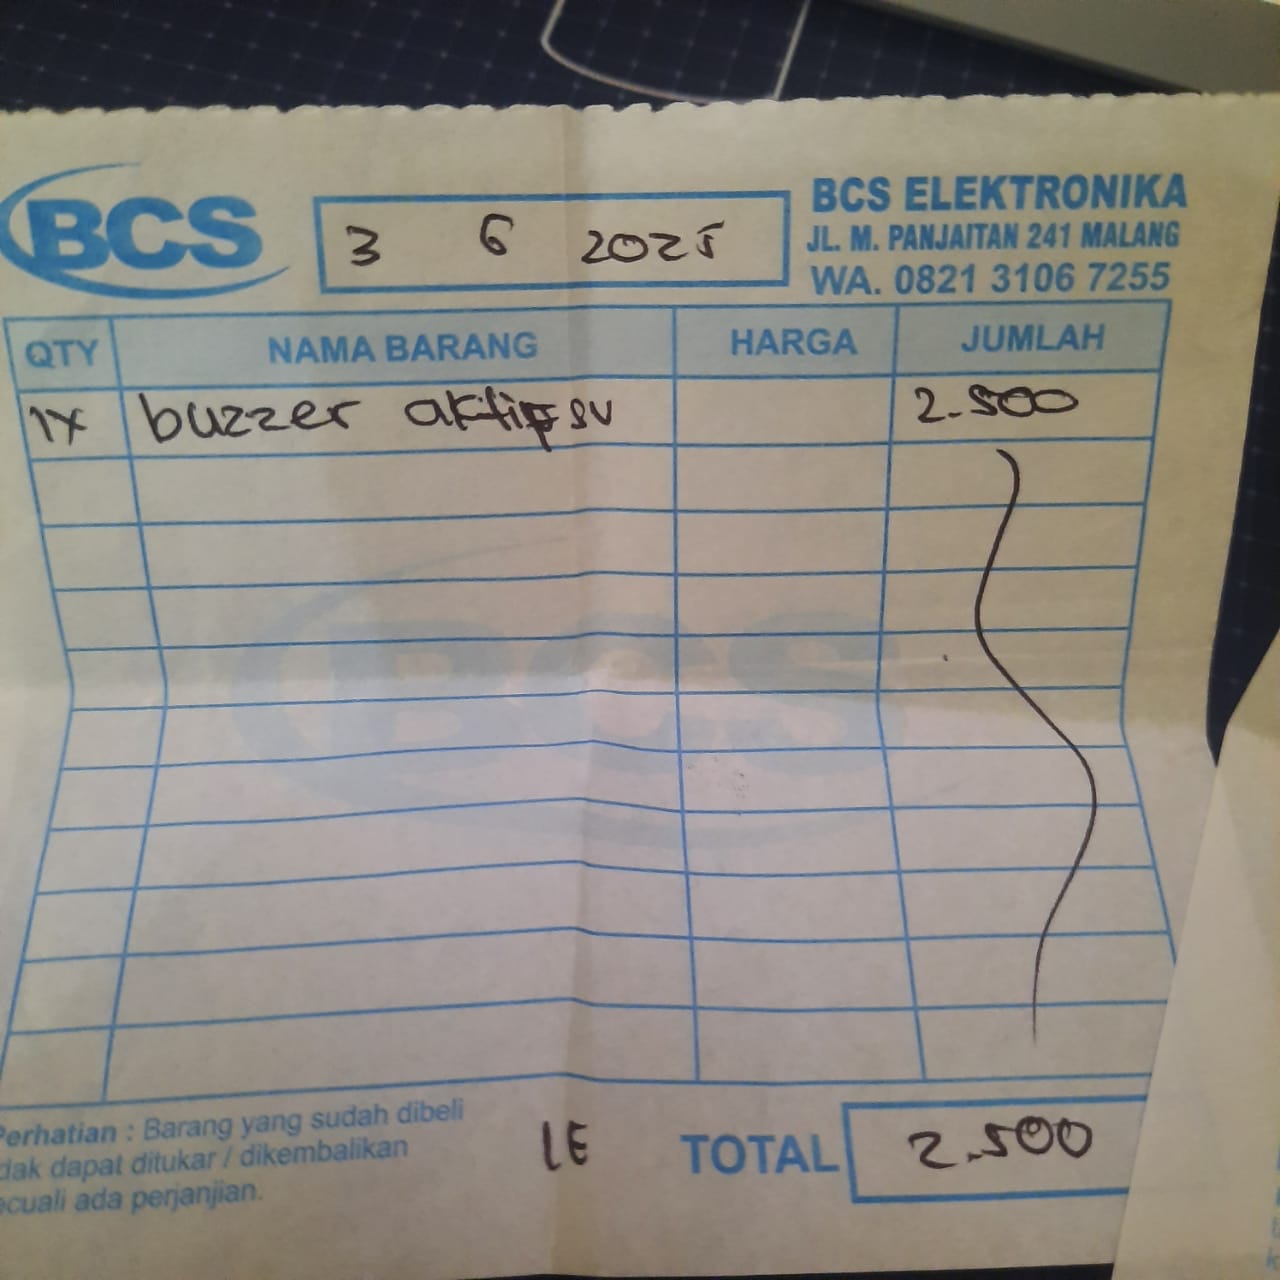 BCS
3 6 2025
BCS ELEKTRONIKA
JL. M. PANJAITAN 241 MALANG
WA. 0821 3106 7255
QTY NAMA BARANG HARGA JUMLAH
1x buzzer aktif 5V 2.500
BCS
Perhatian : Barang yang sudah dibeli
dak dapat ditukar / dikembalikan
ecuali ada perjanjian.
LE
TOTAL 2.500